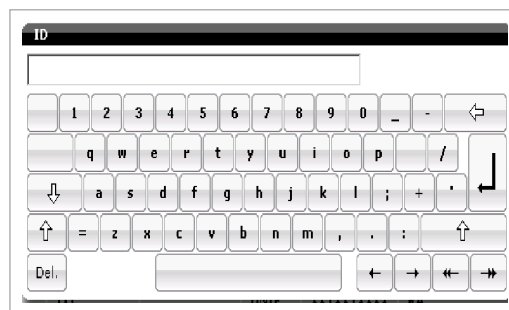 ID
1 2 3 4 5 6 7 8 9 0 _ -
q w e r t y u i o p /
a s d f g h j k l ; + '
= z x c v b n m , . :
Del.